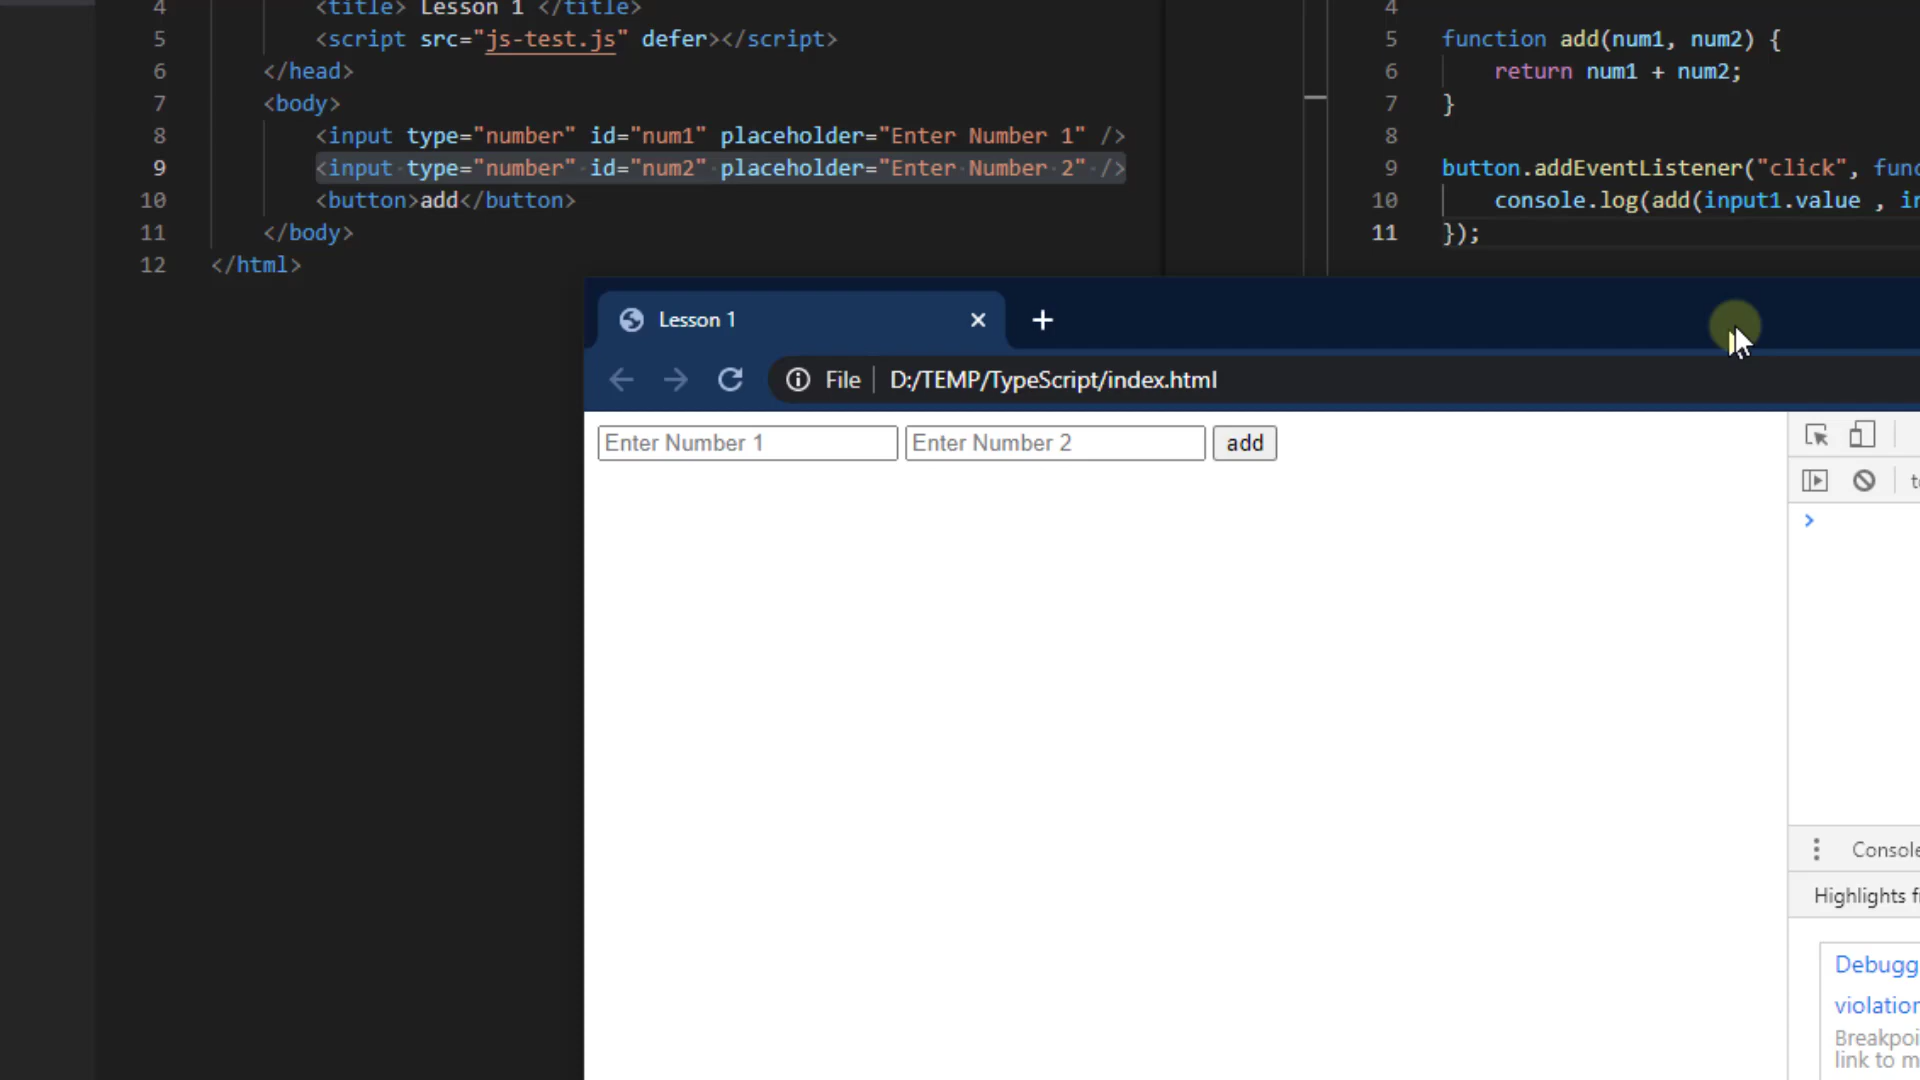 4 <title> Lesson 1 </title>
5 <script src="js-test.js" defer></script>
6 </head>
7 <body>
8 <input type="number" id="num1" placeholder="Enter Number 1" />
9 <input type="number" id="num2" placeholder="Enter Number 2" />
10 <button>add</button>
11 </body>
12 </html>
4
5 function add(num1, num2) {
6 return num1 + num2;
7 }
8
9 button.addEventListener("click", func
10 console.log(add(input1.value , in
11 });
Lesson 1
File D:/TEMP/TypeScript/index.html
Enter Number 1 Enter Number 2 add
Console
Highlights f
Debugg
violation
Breakpoi
link to m